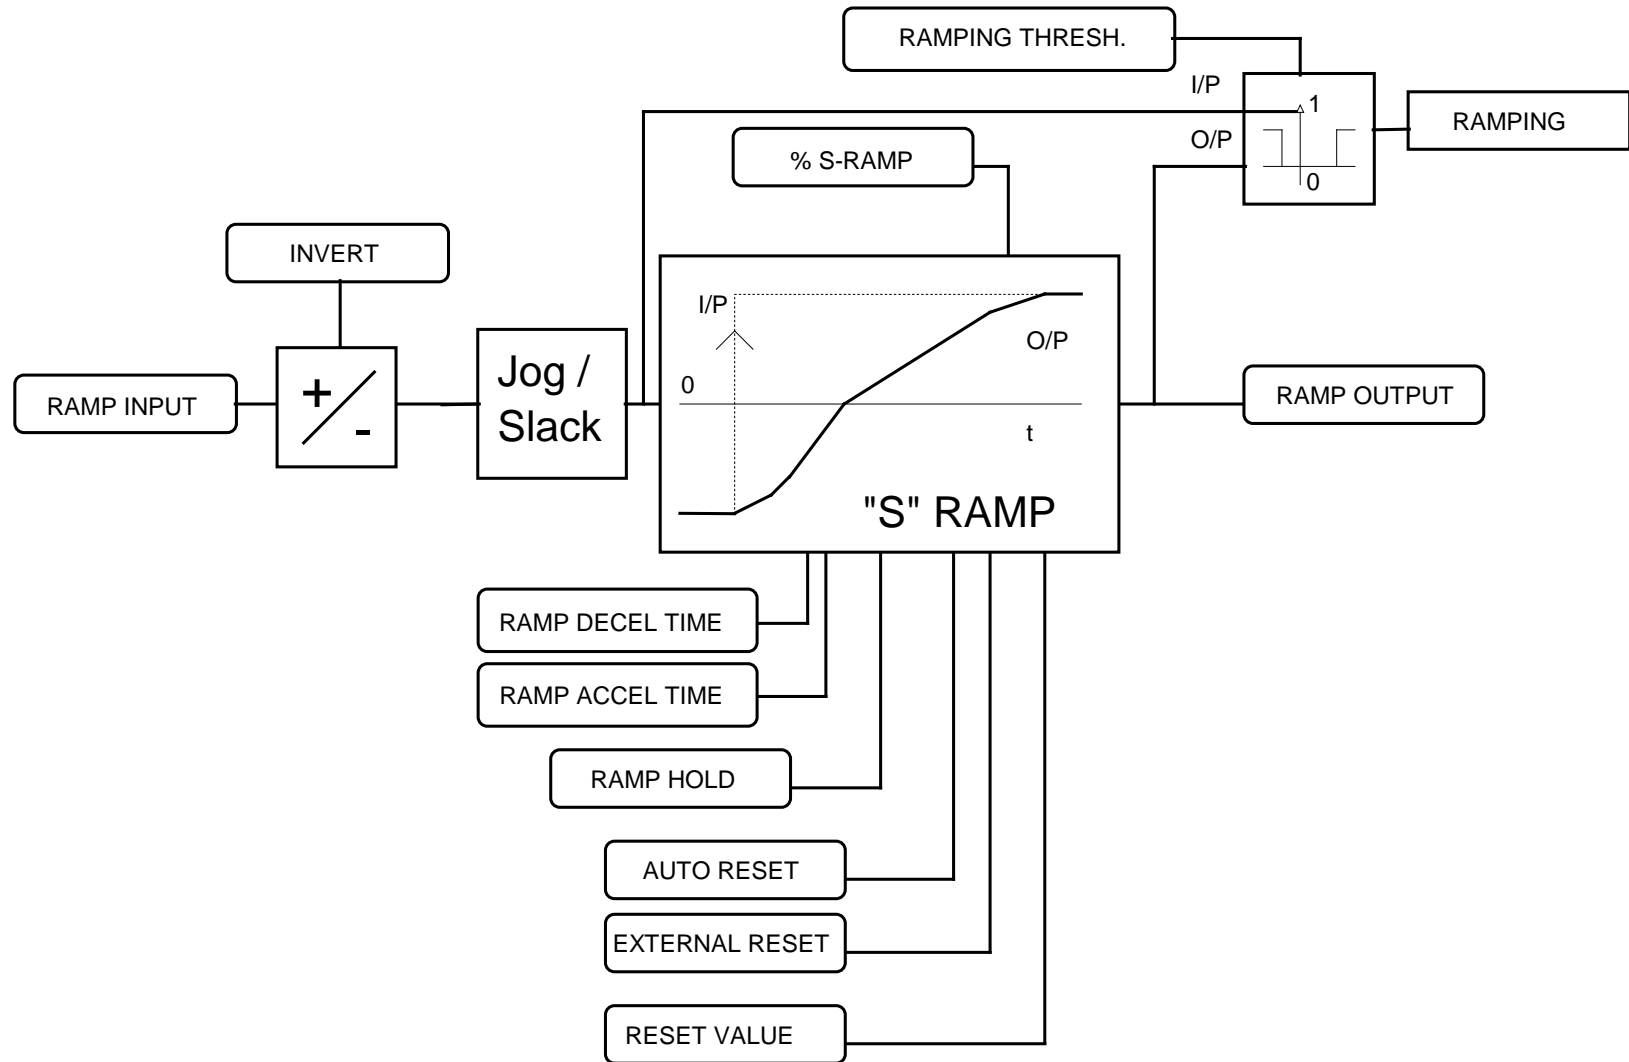 RAMPING THRESH.
I/P
1
RAMPING
O/P
0
% S-RAMP
INVERT
I/P
O/P
0
t
"S" RAMP
Jog /
Slack
RAMP INPUT
+
-
RAMP OUTPUT
RAMP DECEL TIME
RAMP ACCEL TIME
RAMP HOLD
AUTO RESET
EXTERNAL RESET
RESET VALUE